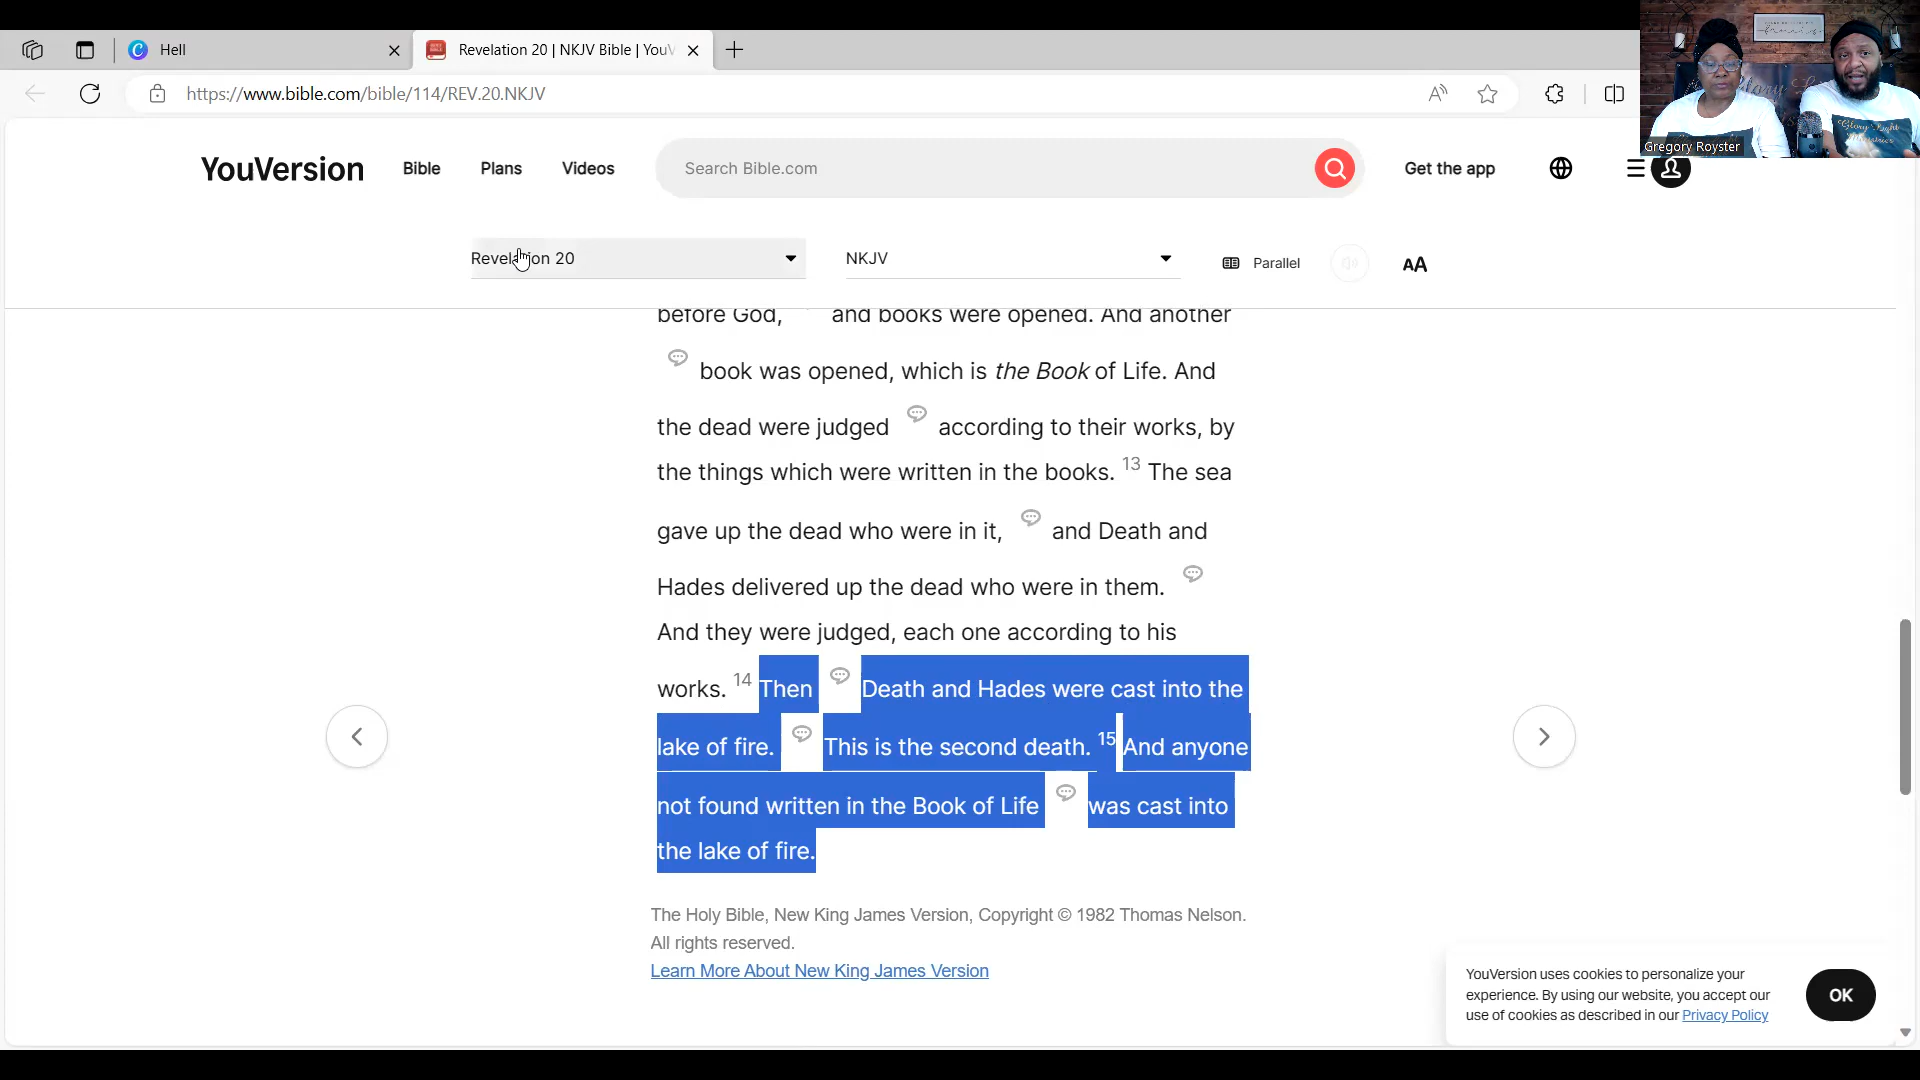 Hell
Revelation 20 | NKJV Bible | YouV
https://www.bible.com/bible/114/REV.20.NKJV
Gregory Royster
YouVersion
Bible
Plans
Videos
Search Bible.com
Get the app
Revelation 20
NKJV
Parallel
AA
before God, and books were opened. And another
book was opened, which is the Book of Life. And
the dead were judged according to their works, by
the things which were written in the books. 13 The sea
gave up the dead who were in it, and Death and
Hades delivered up the dead who were in them.
And they were judged, each one according to his
works. 14 Then Death and Hades were cast into the
lake of fire. This is the second death. 15 And anyone
not found written in the Book of Life was cast into
the lake of fire.
The Holy Bible, New King James Version, Copyright © 1982 Thomas Nelson.
All rights reserved.
Learn More About New King James Version
YouVersion uses cookies to personalize your
experience. By using our website, you accept our
use of cookies as described in our Privacy Policy
OK